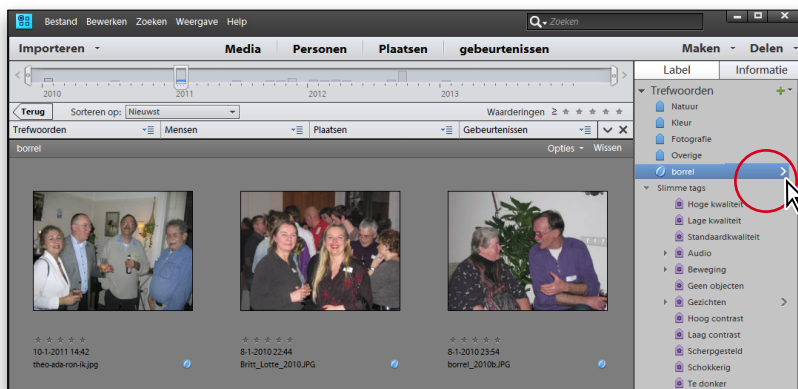 Bestand Bewerken Zoeken Weergave Help
Zoeken
Importeren Media Personen Plaatsen gebeurtenissen Maken Delen
2010 2011 2012 2013
Label Informatie
Terug Sorteren op: Nieuwst Waarderingen ≥
Trefwoorden Mensen Plaatsen Gebeurtenissen
borrel Opties Wissen
10-1-2011 14:42
theo-ada-ron-ik.jpg
8-1-2010 22:44
Britt_Lotte_2010.JPG
8-1-2010 23:54
borrel_2010b.JPG
Trefwoorden
Natuur
Kleur
Fotografie
Overige
borrel
Slimme tags
Hoge kwaliteit
Lage kwaliteit
Standaardkwaliteit
Audio
Beweging
Geen objecten
Gezichten
Hoog contrast
Laag contrast
Scherpgesteld
Schokkerig
Te donker